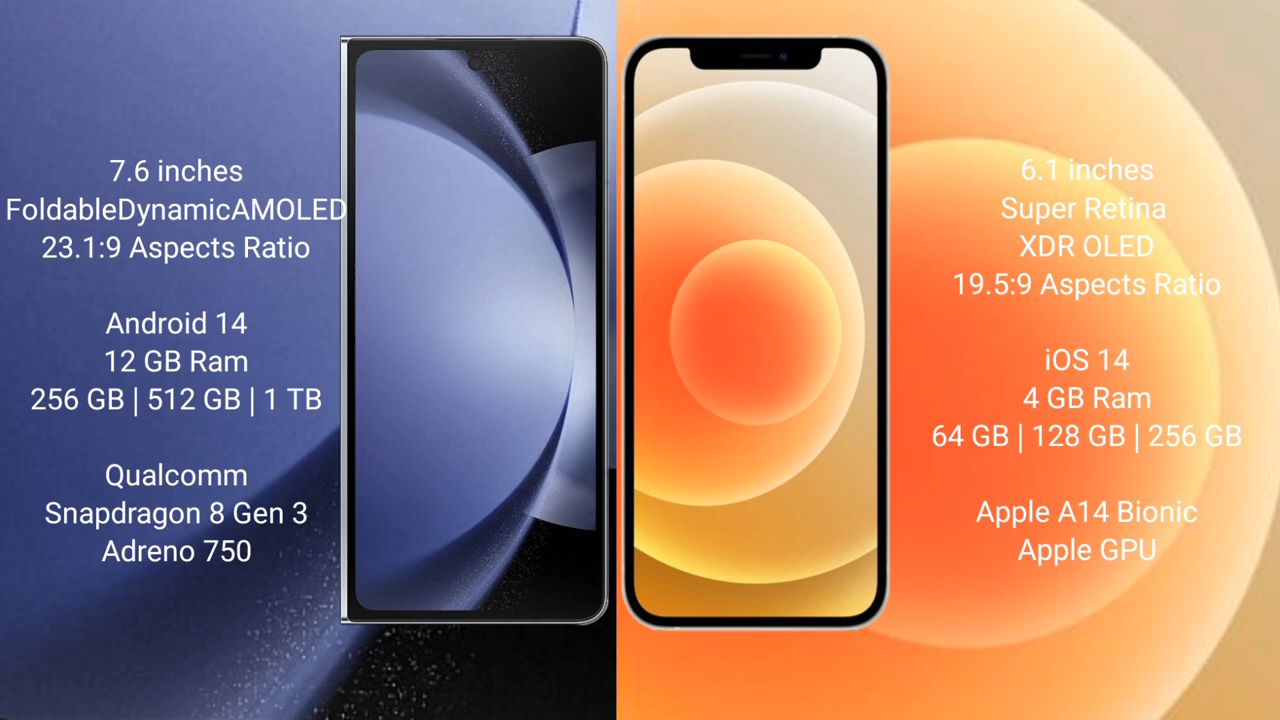 7.6 inches
FoldableDynamicAMOLED
23.1:9 Aspects Ratio
Android 14
12 GB Ram
256 GB | 512 GB | 1 TB
Qualcomm
Snapdragon 8 Gen 3
Adreno 750
6.1 inches
Super Retina
XDR OLED
19.5:9 Aspects Ratio
iOS 14
4 GB Ram
64 GB | 128 GB | 256 GB
Apple A14 Bionic
Apple GPU